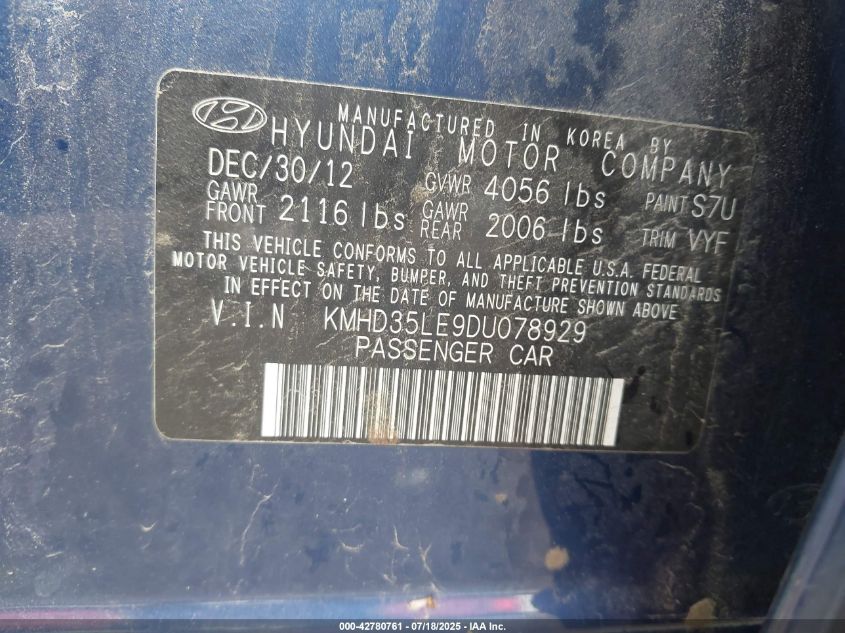 MANUFACTURED IN KOREA BY
HYUNDAI MOTOR COMPANY
DEC/30/12 GVWR 4056 lbs PAINT S7U
GAWR FRONT 2116 lbs GAWR REAR 2006 lbs TRIM VYF
THIS VEHICLE CONFORMS TO ALL APPLICABLE U.S.A. FEDERAL
MOTOR VEHICLE SAFETY, BUMPER, AND THEFT PREVENTION STANDARDS
IN EFFECT ON THE DATE OF MANUFACTURE SHOWN ABOVE
V.I.N KMHD35LE9DU078929
PASSENGER CAR
000-42780761 - 07/18/2025 - IAA Inc.